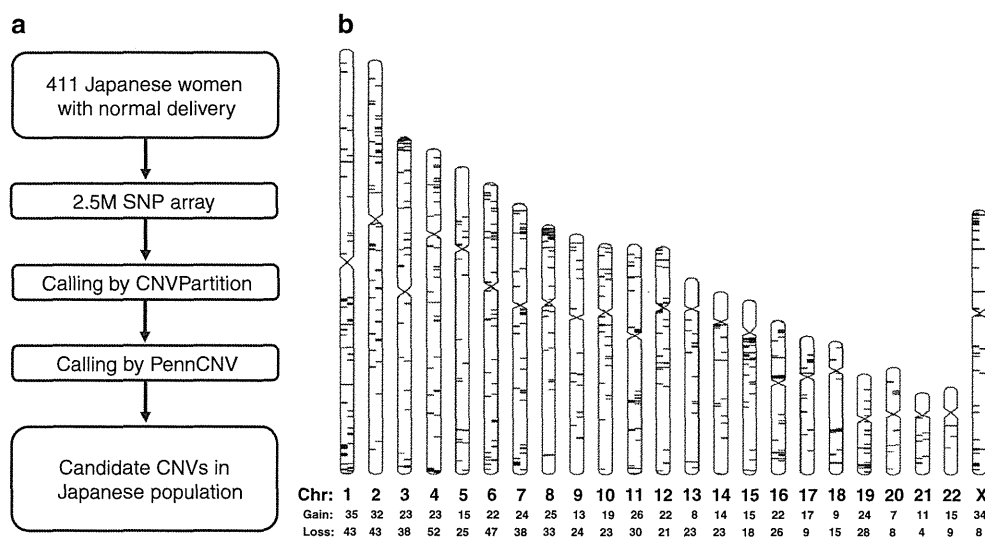 a
411 Japanese women
with normal delivery
2.5M SNP array
Calling by CNVPartition
Calling by PennCNV
Candidate CNVs in
Japanese population
b
Chr: 1 2 3 4 5 6 7 8 9 10 11 12 13 14 15 16 17 18 19 20 21 22 X
Gain: 35 32 23 23 15 22 24 25 13 19 26 22 8 14 15 22 17 9 24 7 11 15 34
Loss: 43 43 38 52 25 47 38 33 24 23 30 21 23 23 18 26 9 15 28 8 4 9 8